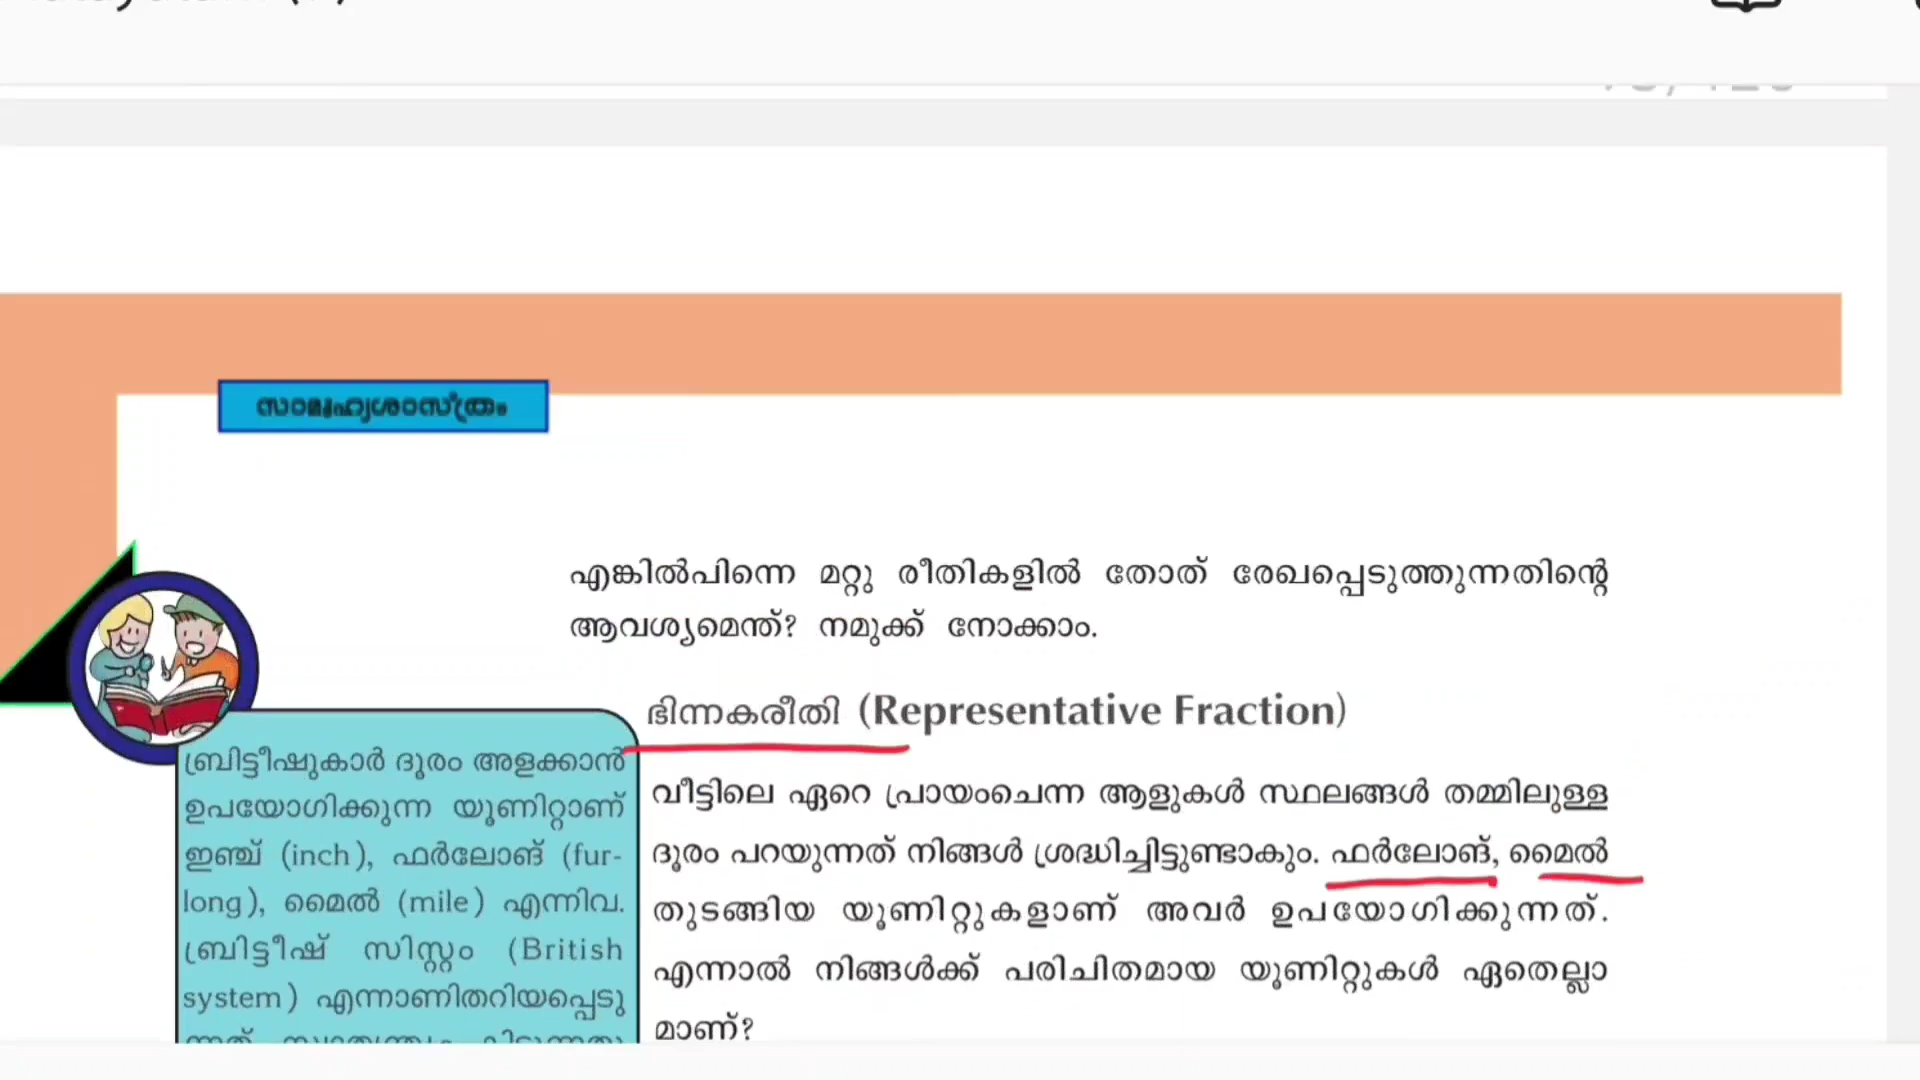 സാമൂഹ്യശാസ്ത്രം
എങ്കിൽപിന്നെ മറ്റു രീതികളിൽ തോത് രേഖപ്പെടുത്തുന്നതിന്റെ
ആവശ്യമെന്ത്? നമുക്ക് നോക്കാം.
ഭിന്നകരീതി (Representative Fraction)
വീട്ടിലെ ഏറെ പ്രായംചെന്ന ആളുകൾ സ്ഥലങ്ങൾ തമ്മിലുള്ള
ദൂരം പറയുന്നത് നിങ്ങൾ ശ്രദ്ധിച്ചിട്ടുണ്ടാകും. ഫർലോങ്, മൈൽ
തുടങ്ങിയ യൂണിറ്റുകളാണ് അവർ ഉപയോഗിക്കുന്നത്.
എന്നാൽ നിങ്ങൾക്ക് പരിചിതമായ യൂണിറ്റുകൾ ഏതെല്ലാ
മാണ്?
ബ്രിട്ടീഷുകാർ ദൂരം അളക്കാൻ
ഉപയോഗിക്കുന്ന യൂണിറ്റാണ്
ഇഞ്ച് (inch), ഫർലോങ് (fur-
long), മൈൽ (mile) എന്നിവ.
ബ്രിട്ടീഷ് സിസ്റ്റം (British
system) എന്നാണിതറിയപ്പെടു